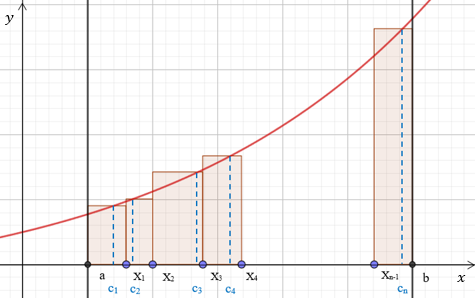 y
a X₁ X₂ X₃ X₄ Xₙ₋₁ b x
c₁ c₂ c₃ c₄ cₙ